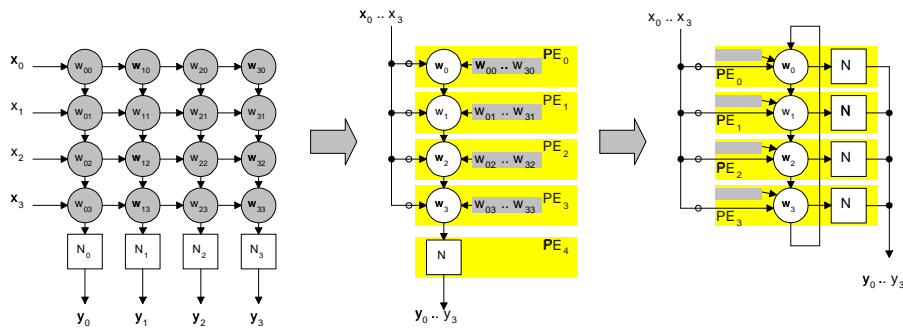 x0
w00 w10 w20 w30
x1
w01 w11 w21 w31
x2
w02 w12 w22 w32
x3
w03 w13 w23 w33
N0 N1 N2 N3
y0 y1 y2 y3
x0 .. x3
w0 w00 .. w30 PE0
w1 w01 .. w31 PE1
w2 w02 .. w32 PE2
w3 w03 .. w33 PE3
N PE4
y0 .. y3
x0 .. x3
w0 N
PE0
w1 N
PE1
w2 N
PE2
w3 N
PE3
y0 .. y3